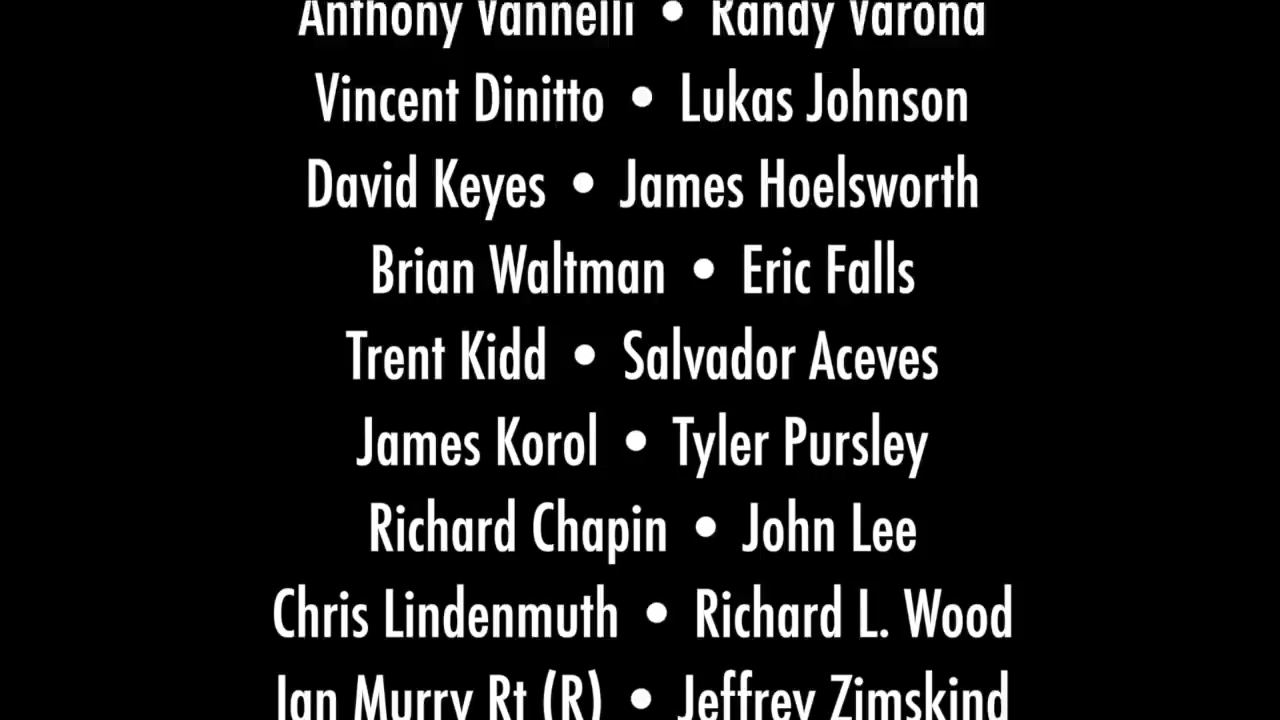 Anthony Vannelli • Randy Varona
Vincent Dinitto • Lukas Johnson
David Keyes • James Hoelsworth
Brian Waltman • Eric Falls
Trent Kidd • Salvador Aceves
James Korol • Tyler Pursley
Richard Chapin • John Lee
Chris Lindenmuth • Richard L. Wood
Ian Murry Rt (R) • Jeffrey Zimskind